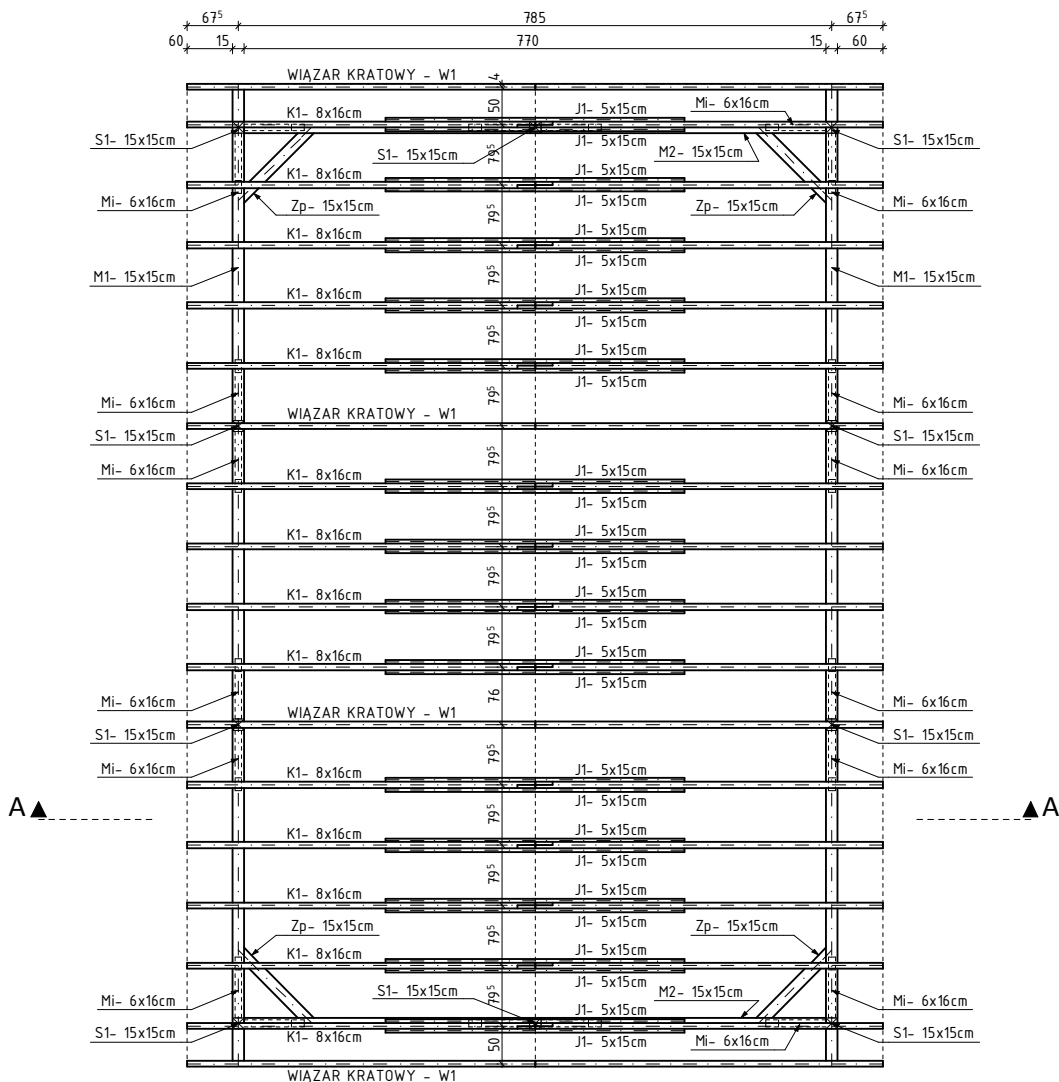 67⁵ 785 67⁵
60 15 770 15 60
WIĄZAR KRATOWY - W1 4
50
K1- 8x16cm J1- 5x15cm Mi- 6x16cm
S1- 15x15cm S1- 15x15cm J1- 5x15cm M2- 15x15cm S1- 15x15cm
79⁵
K1- 8x16cm J1- 5x15cm
Mi- 6x16cm Zp- 15x15cm J1- 5x15cm Zp- 15x15cm Mi- 6x16cm
79⁵
K1- 8x16cm J1- 5x15cm
M1- 15x15cm J1- 5x15cm M1- 15x15cm
79⁵
K1- 8x16cm J1- 5x15cm
J1- 5x15cm
79⁵
K1- 8x16cm J1- 5x15cm
J1- 5x15cm
Mi- 6x16cm 79⁵ Mi- 6x16cm
WIĄZAR KRATOWY - W1
S1- 15x15cm S1- 15x15cm
Mi- 6x16cm 79⁵ Mi- 6x16cm
K1- 8x16cm J1- 5x15cm
J1- 5x15cm
79⁵
K1- 8x16cm J1- 5x15cm
J1- 5x15cm
79⁵
K1- 8x16cm J1- 5x15cm
J1- 5x15cm
79⁵
K1- 8x16cm J1- 5x15cm
J1- 5x15cm
Mi- 6x16cm 76 Mi- 6x16cm
WIĄZAR KRATOWY - W1
S1- 15x15cm S1- 15x15cm
Mi- 6x16cm 79⁵ Mi- 6x16cm
K1- 8x16cm J1- 5x15cm
J1- 5x15cm
A 79⁵ A
K1- 8x16cm J1- 5x15cm
J1- 5x15cm
79⁵
K1- 8x16cm J1- 5x15cm
J1- 5x15cm
Zp- 15x15cm 79⁵ Zp- 15x15cm
K1- 8x16cm J1- 5x15cm
J1- 5x15cm
Mi- 6x16cm S1- 15x15cm 79⁵ M2- 15x15cm Mi- 6x16cm
J1- 5x15cm
S1- 15x15cm K1- 8x16cm J1- 5x15cm Mi- 6x16cm S1- 15x15cm
50
WIĄZAR KRATOWY - W1